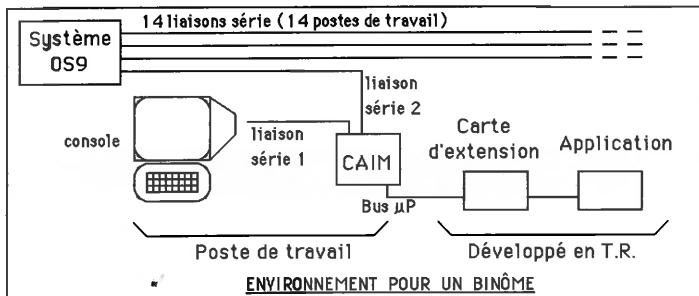 14 liaisons série ( 14 postes de travail)
Système
OS9
liaison
série 2
console
liaison
série 1
CAIM
Carte
d'extension
Application
Bus µP
Poste de travail
Développé en T.R.
ENVIRONNEMENT POUR UN BINÔME